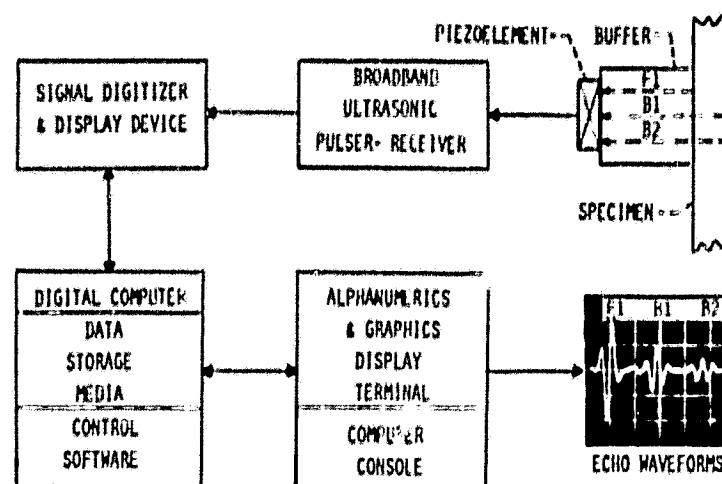 PIEZOELEMENT
BUFFER
SIGNAL DIGITIZER
& DISPLAY DEVICE
BROADBAND
ULTRASONIC
PULSER- RECEIVER
F1
B1
B2
SPECIMEN
DIGITAL COMPUTER
DATA
STORAGE
MEDIA
CONTROL
SOFTWARE
ALPHANUMERICS
& GRAPHICS
DISPLAY
TERMINAL
COMPUTER
CONSOLE
F1 B1 B2
ECHO WAVEFORMS